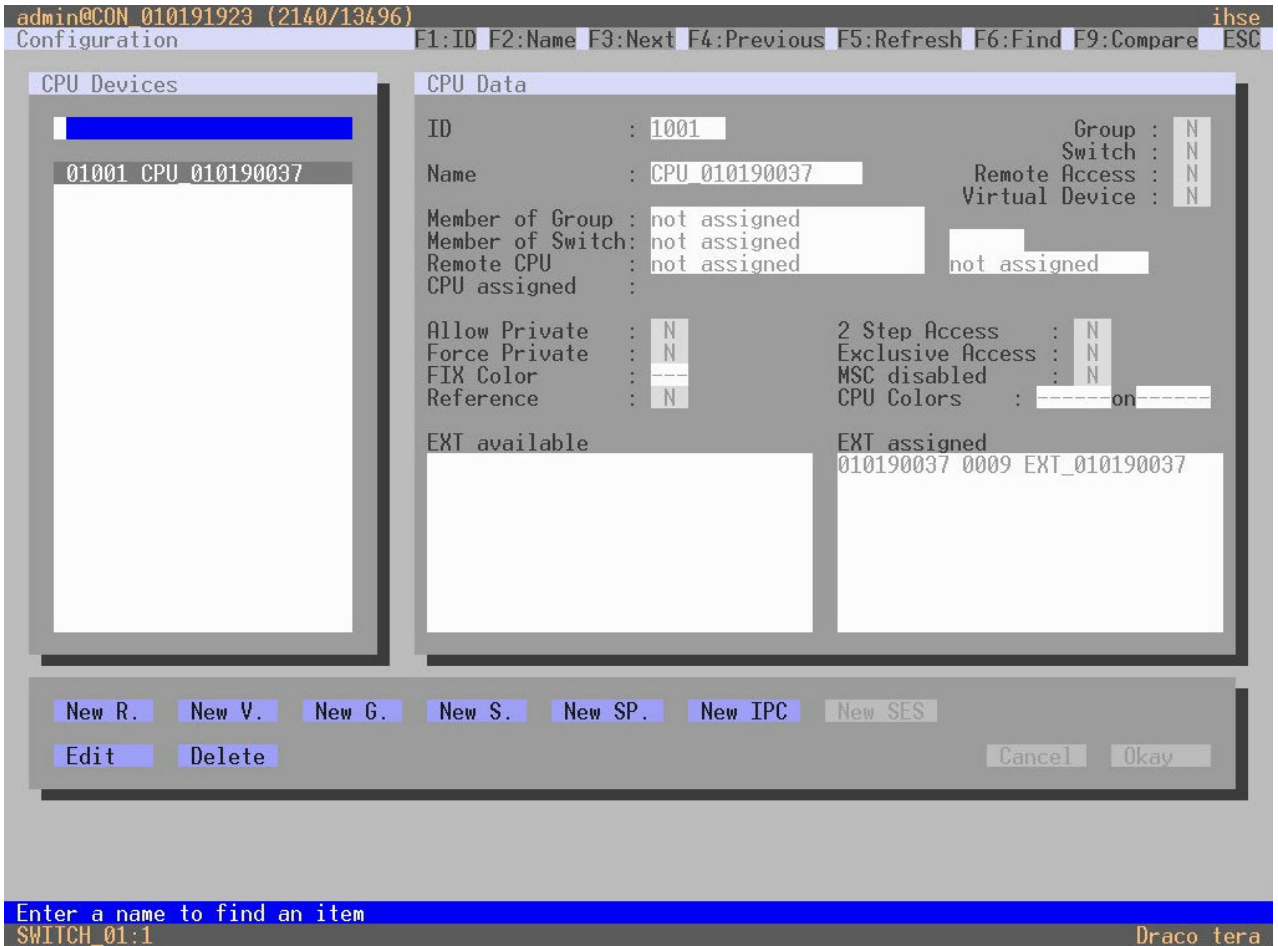 admin@CON_010191923 (2140/13496) ihse
Configuration F1:ID F2:Name F3:Next F4:Previous F5:Refresh F6:Find F9:Compare ESC
CPU Devices
01001 CPU_010190037
CPU Data
ID : 1001
Group : N
Switch : N
Name : CPU_010190037
Remote Access : N
Virtual Device : N
Member of Group : not assigned
Member of Switch: not assigned
Remote CPU : not assigned not assigned
CPU assigned :
Allow Private : N 2 Step Access : N
Force Private : N Exclusive Access : N
FIX Color : --- MSC disabled : N
Reference : N CPU Colors : ------on------
EXT available EXT assigned
010190037 0009 EXT_010190037
New R. New V. New G. New S. New SP. New IPC New SES
Edit Delete Cancel Okay
Enter a name to find an item
SWITCH_01:1 Draco tera